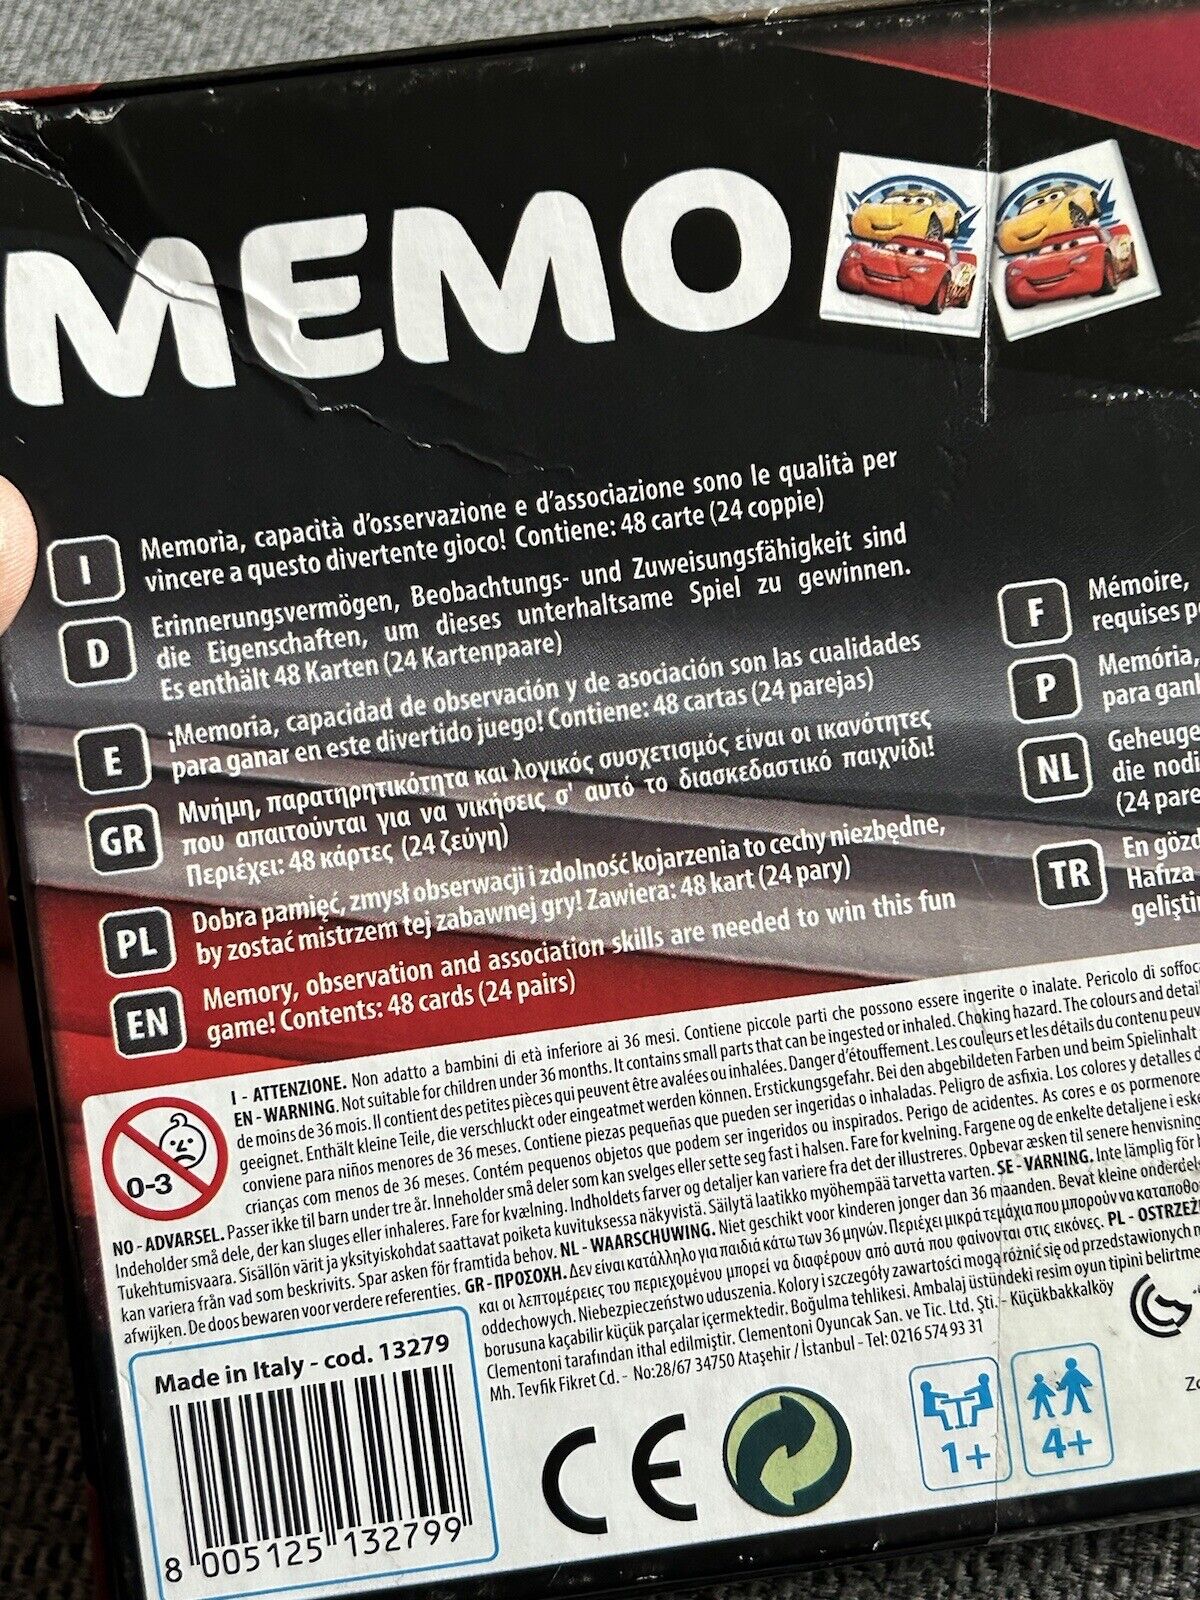 MEMO
I
Memoria, capacità d'osservazione e d'associazione sono le qualità per
vincere a questo divertente gioco! Contiene: 48 carte (24 coppie)
D
Erinnerungsvermögen, Beobachtungs- und Zuweisungsfähigkeit sind
die Eigenschaften, um dieses unterhaltsame Spiel zu gewinnen.
Es enthält 48 Karten (24 Kartenpaare)
E
¡Memoria, capacidad de observación y de asociación son las cualidades
para ganar en este divertido juego! Contiene: 48 cartas (24 parejas)
GR
Μνήμη, παρατηρητικότητα και λογικός συσχετισμός είναι οι ικανότητες
που απαιτούνται για να νικήσεις σ' αυτό το διασκεδαστικό παιχνίδι!
Περιέχει: 48 κάρτες (24 ζεύγη)
PL
Dobra pamięć, zmysł obserwacji i zdolność kojarzenia to cechy niezbędne,
by zostać mistrzem tej zabawnej gry! Zawiera: 48 kart (24 pary)
EN
Memory, observation and association skills are needed to win this fun
game! Contents: 48 cards (24 pairs)
F
Mémoire,
requises
P
Memória,
para
NL
die
(24
TR
En
Hafıza
I - ATTENZIONE. Non adatto a bambini di età inferiore ai 36 mesi. Contiene piccole parti che possono essere ingerite o inalate. Pericolo di
EN - WARNING. Not suitable for children under 36 months. It contains small parts that can be ingested or inhaled. Choking hazard. The colours and
de moins de 36 mois. Il contient des petites pièces qui peuvent être avalées ou inhalées. Danger d'étouffement. Les couleurs et les détails du contenu
geeignet. Enthält kleine Teile, die verschluckt oder eingeatmet werden können. Erstickungsgefahr. Bei den abgebildeten Farben und beim Spielinhalt
conviene para niños menores de 36 meses. Contiene piezas pequeñas que pueden ser ingeridas o inhaladas. Peligro de asfixia. Los colores y detalles
crianças com menos de 36 meses. Contém pequenos objetos que podem ser ingeridos ou inspirados. Perigo de acidentes. As cores e os
0-3
NO - ADVARSEL. Passer ikke til barn under tre år. Inneholder små deler som kan svelges eller sette seg fast i halsen. Fare for kvelning. Fargene og de enkelte detaljene i
Indeholder små dele, der kan sluges eller inhaleres. Fare for kvælning. Indholdets farver og detaljer kan variere fra det der illustreres. Opbevar æsken til senere henvisning
Tukehtumisvaara. Sisällön värit ja yksityiskohdat saattavat poiketa kuvituksessa näkyvistä. Säilytä laatikko myöhempää tarvetta varten. SE - VARNING. Inte lämplig för
kan variera från vad som beskrivits. Spar asken för framtida behov. NL - WAARSCHUWING. Niet geschikt voor kinderen jonger dan 36 maanden. Bevat kleine
afwijken. De doos bewaren voor verdere referenties. GR - ΠΡΟΣΟΧΗ. Δεν είναι κατάλληλο για παιδιά κάτω των 36 μηνών. Περιέχει μικρά τεμάχια που μπορούν να
και οι λεπτομέρειες του περιεχομένου μπορεί να διαφέρουν από αυτά που φαίνονται στις εικόνες. PL -
oddechowych. Niebezpieczeństwo uduszenia. Kolory i szczegóły zawartości mogą różnić się od przedstawionych
borusuna kaçabilir küçük parçalar içermektedir. Boğulma tehlikesi. Ambalaj üstündeki resim oyun tipini
Clementoni tarafından ithal edilmiştir. Clementoni Oyuncak San. ve Tic. Ltd. Şti. - Küçükbakkalköy
Mh. Tevfik Fikret Cd. - No:28/67 34750 Ataşehir / İstanbul - Tel: 0216 574 93 31
Made in Italy - cod. 13279
8 005125 132799
CE
1+
4+